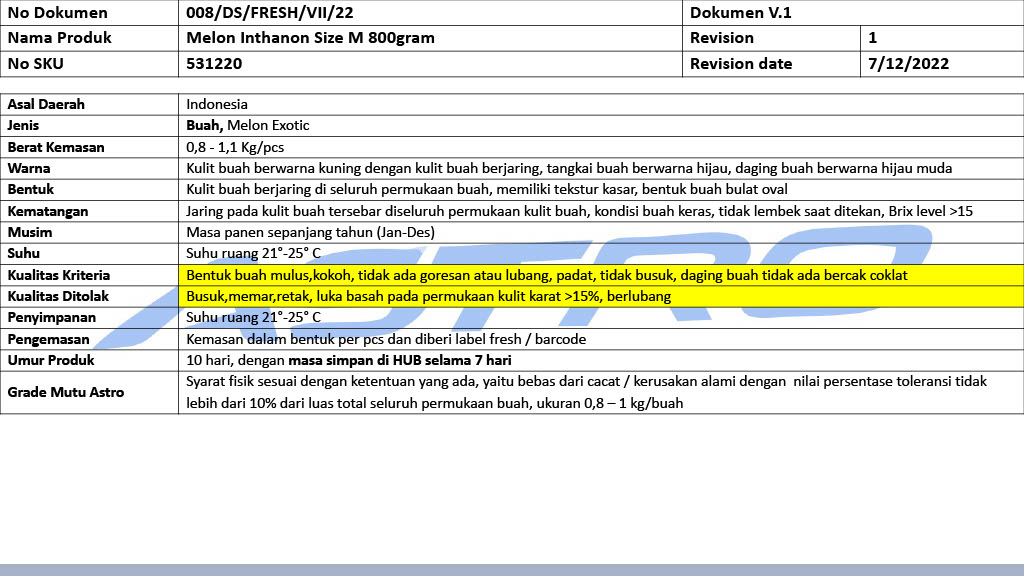 No Dokumen 008/DS/FRESH/VII/22 Dokumen V.1
Nama Produk Melon Inthanon Size M 800gram Revision 1
No SKU 531220 Revision date 7/12/2022
Asal Daerah Indonesia
Jenis Buah, Melon Exotic
Berat Kemasan 0,8 - 1,1 Kg/pcs
Warna Kulit buah berwarna kuning dengan kulit buah berjaring, tangkai buah berwarna hijau, daging buah berwarna hijau muda
Bentuk Kulit buah berjaring di seluruh permukaan buah, memiliki tekstur kasar, bentuk buah bulat oval
Kematangan Jaring pada kulit buah tersebar diseluruh permukaan kulit buah, kondisi buah keras, tidak lembek saat ditekan, Brix level >15
Musim Masa panen sepanjang tahun (Jan-Des)
Suhu Suhu ruang 21°-25° C
Kualitas Kriteria Bentuk buah mulus,kokoh, tidak ada goresan atau lubang, padat, tidak busuk, daging buah tidak ada bercak coklat
Kualitas Ditolak Busuk,memar,retak, luka basah pada permukaan kulit karat >15%, berlubang
Penyimpanan Suhu ruang 21°-25° C
Pengemasan Kemasan dalam bentuk per pcs dan diberi label fresh / barcode
Umur Produk 10 hari, dengan masa simpan di HUB selama 7 hari
Grade Mutu Astro Syarat fisik sesuai dengan ketentuan yang ada, yaitu bebas dari cacat / kerusakan alami dengan nilai persentase toleransi tidak
lebih dari 10% dari luas total seluruh permukaan buah, ukuran 0,8 – 1 kg/buah
ASTRO